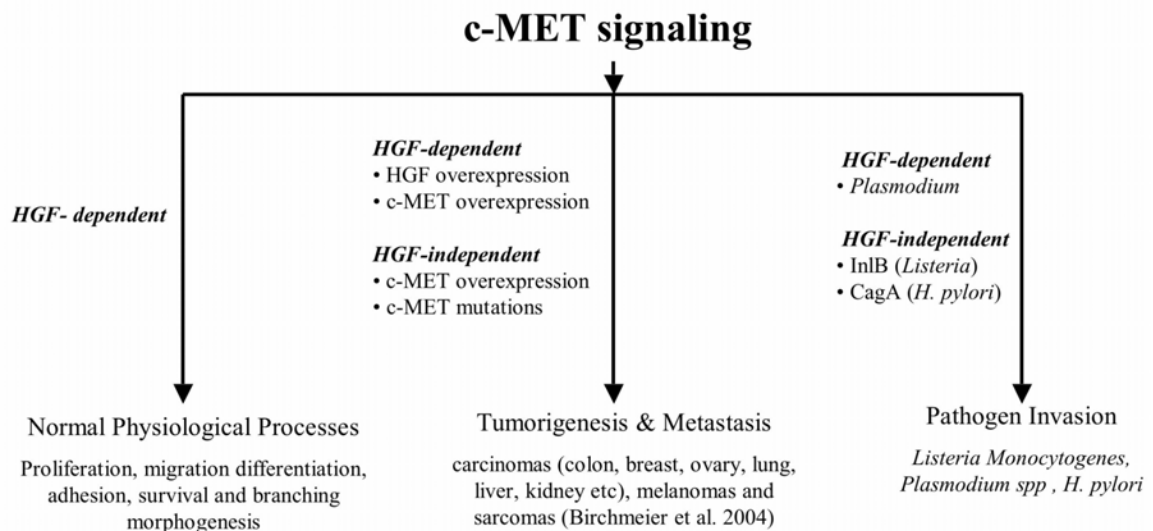 c-MET signaling
HGF- dependent
HGF-dependent
• HGF overexpression
• c-MET overexpression
HGF-independent
• c-MET overexpression
• c-MET mutations
HGF-dependent
• Plasmodium
HGF-independent
• InlB (Listeria)
• CagA (H. pylori)
Normal Physiological Processes
Proliferation, migration differentiation,
adhesion, survival and branching
morphogenesis
Tumorigenesis & Metastasis
carcinomas (colon, breast, ovary, lung,
liver, kidney etc), melanomas and
sarcomas (Birchmeier et al. 2004)
Pathogen Invasion
Listeria Monocytogenes,
Plasmodium spp , H. pylori